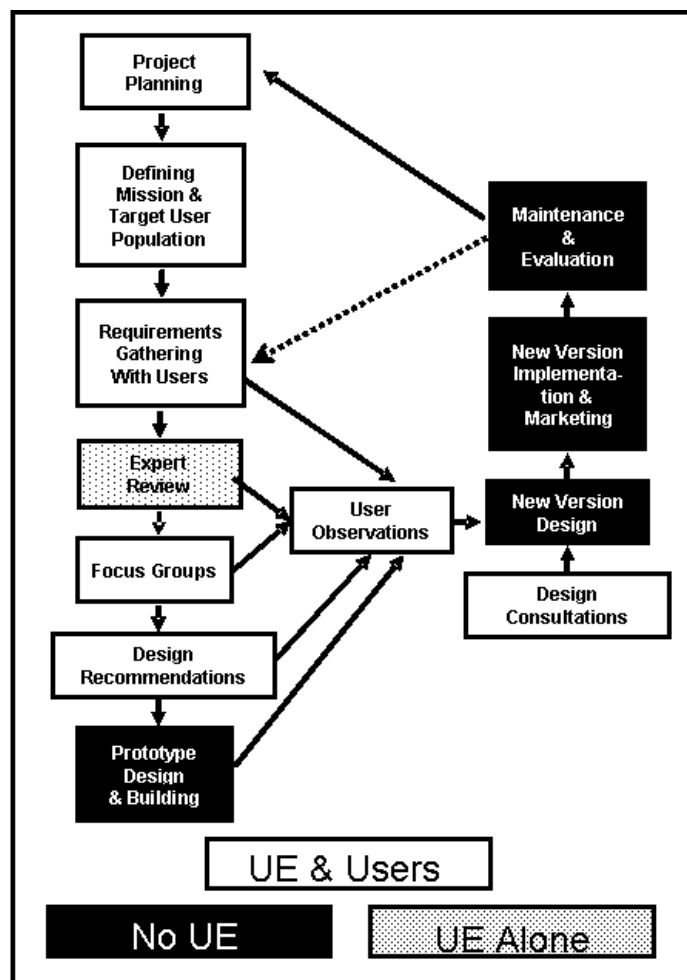 Project
Planning
Defining
Mission &
Target User
Population
Requirements
Gathering
With Users
Expert
Review
Focus Groups
Design
Recommendations
Prototype
Design
& Building
User
Observations
Maintenance
&
Evaluation
New Version
Implementa-
tion &
Marketing
New Version
Design
Design
Consultations
UE & Users
No UE
UE Alone